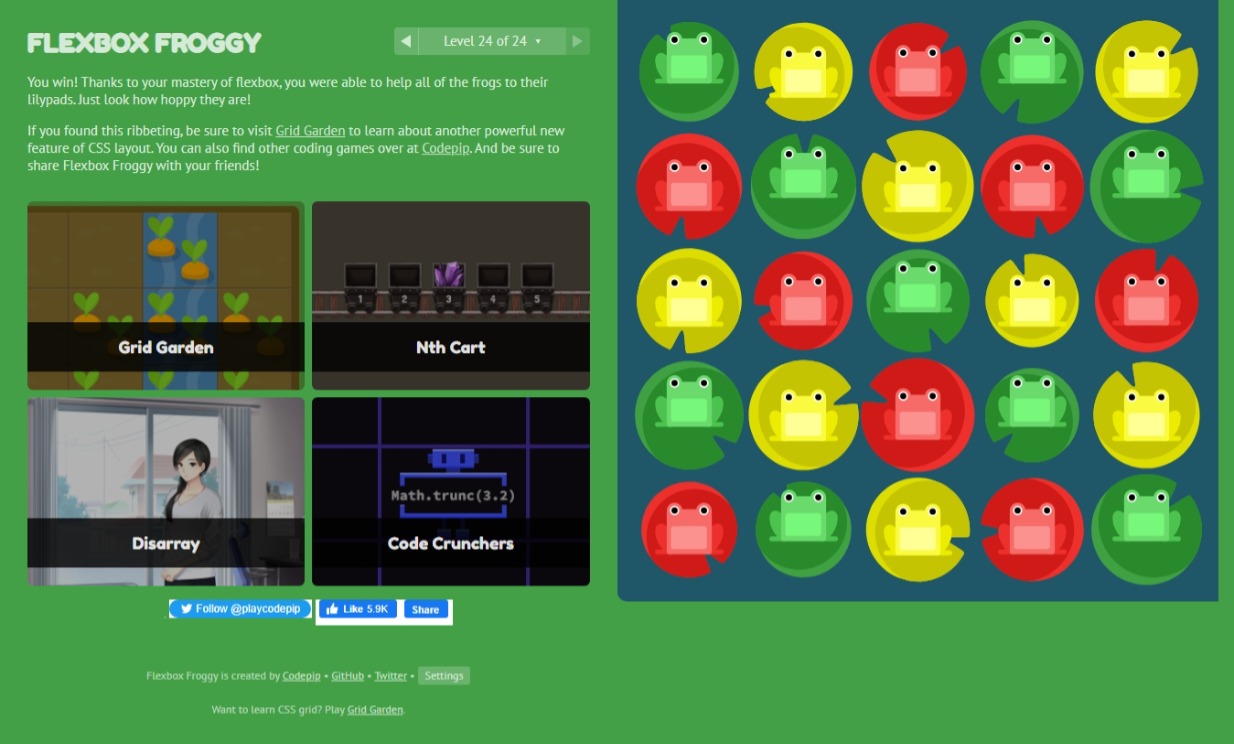 FLEXBOX FROGGY
Level 24 of 24
You win! Thanks to your mastery of flexbox, you were able to help all of the frogs to their
lilypads. Just look how hoppy they are!
If you found this ribbeting, be sure to visit Grid Garden to learn about another powerful new
feature of CSS layout. You can also find other coding games over at Codepip. And be sure to
share Flexbox Froggy with your friends!
Grid Garden
1 2 3 4 5
Nth Cart
Disarray
Math.trunc(3.2)
Code Crunchers
Follow @playcodepip
Like 5.9K
Share
Flexbox Froggy is created by Codepip • GitHub • Twitter • Settings
Want to learn CSS grid? Play Grid Garden.